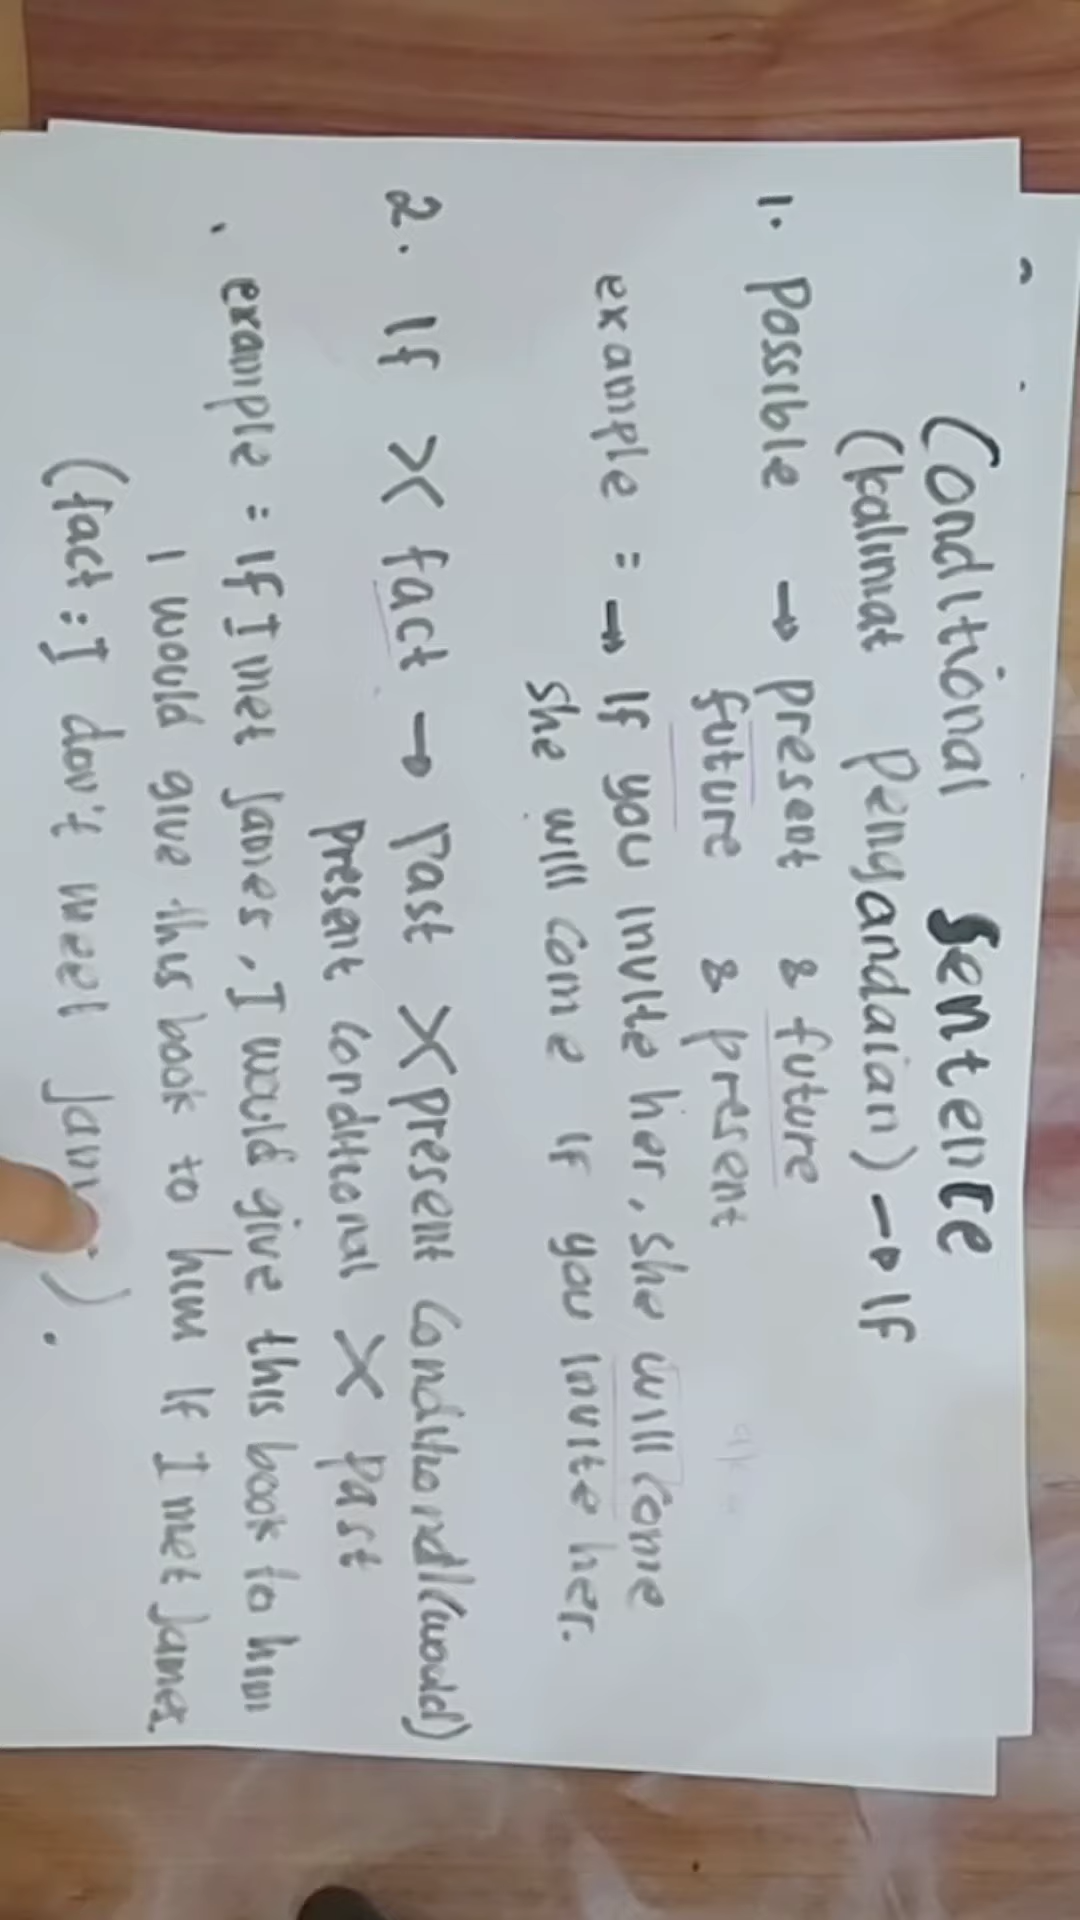 Conditional Sentence
(kalimat Pengandaian) → If
1. Possible → present & future
future & present
example = → If you invite her, she will come
she will come if you invite her.
2. If X fact → past X present Conditional (would)
present conditional X past
example = If I met James, I would give this book to him
I would give this book to him If I met James.
(fact : I don't meet ).